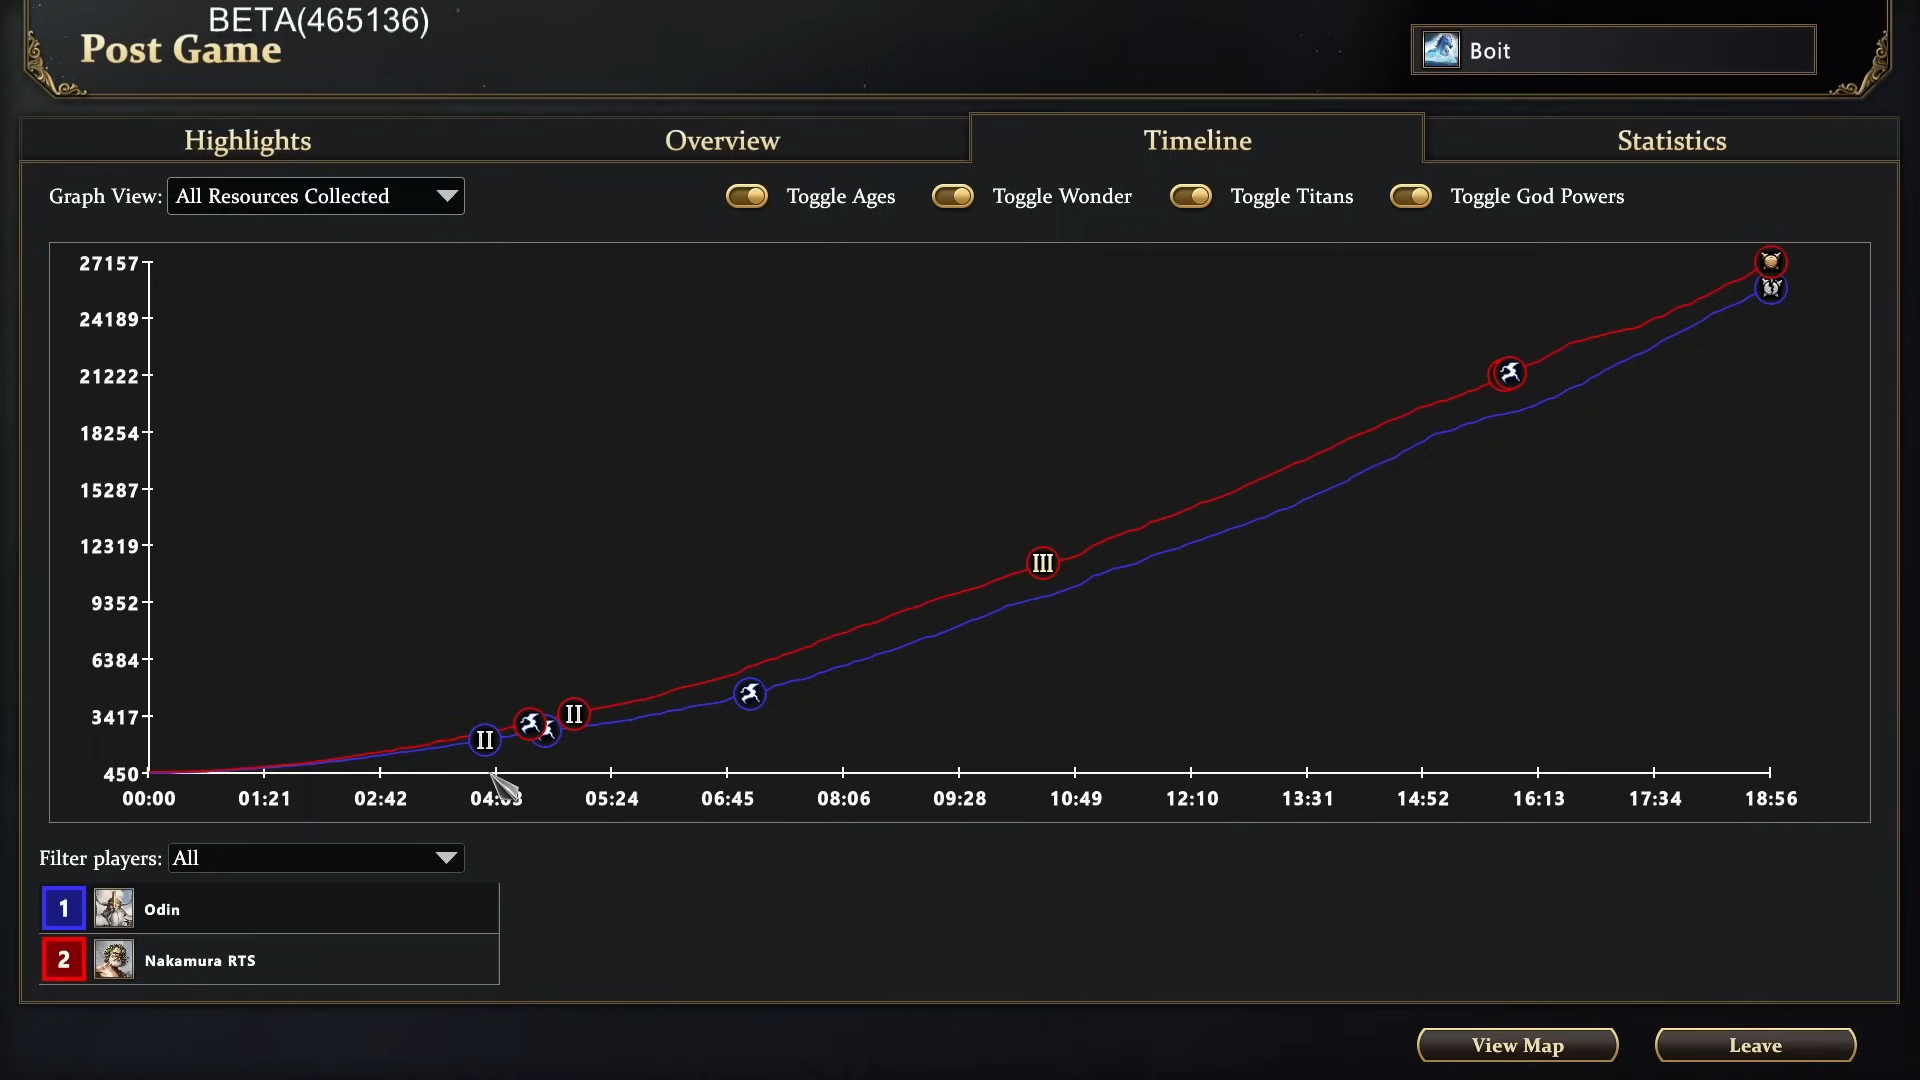 BETA(465136)
Post Game
Boit
Highlights
Overview
Timeline
Statistics
Graph View: All Resources Collected
Toggle Ages
Toggle Wonder
Toggle Titans
Toggle God Powers
27157
24189
21222
18254
15287
12319
9352
6384
3417
450
II
II
III
00:00 01:21 02:42 04:03 05:24 06:45 08:06 09:28 10:49 12:10 13:31 14:52 16:13 17:34 18:56
Filter players: All
1 Odin
2 Nakamura RTS
View Map
Leave